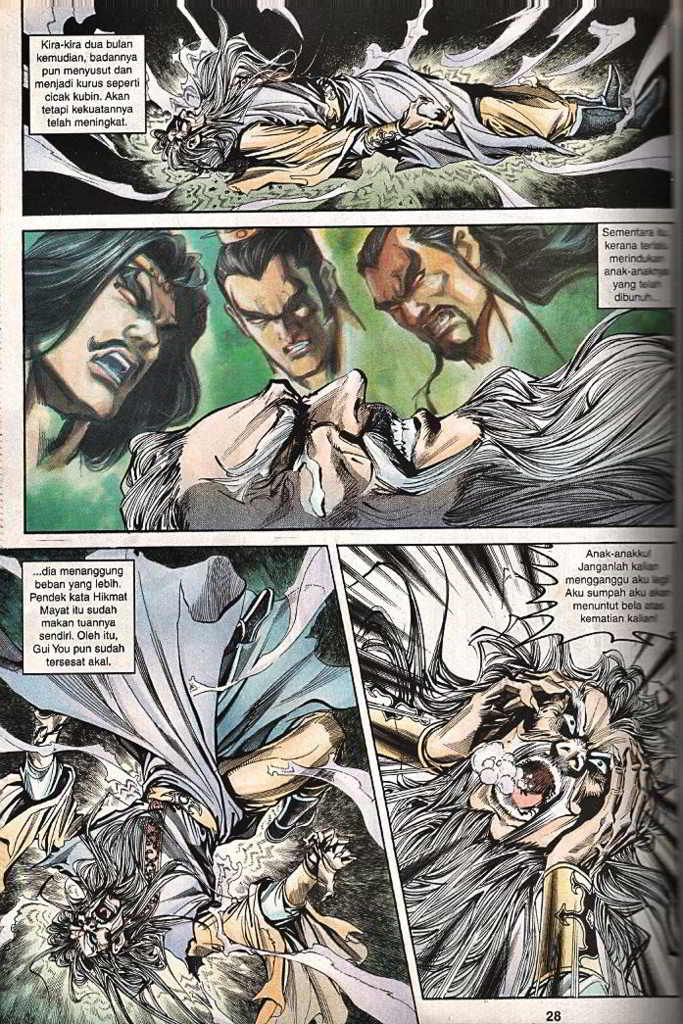 Kira-kira dua bulan
kemudian, badannya
pun menyusut dan
menjadi kurus seperti
cicak kubin. Akan
tetapi kekuatannya
telah meningkat.
Sementara itu
kerana terlalu
merindukan
anak-anaknya
yang telah
dibunuh...
...dia menanggung
beban yang lebih.
Pendek kata Hikmat
Mayat itu sudah
makan tuannya
sendiri. Oleh itu,
Gui You pun sudah
tersesat akal.
Anak-anakku!
Janganlah kalian
mengganggu aku lagi!
Aku sumpah aku akan
menuntut bela atas
kematian kalian!
28